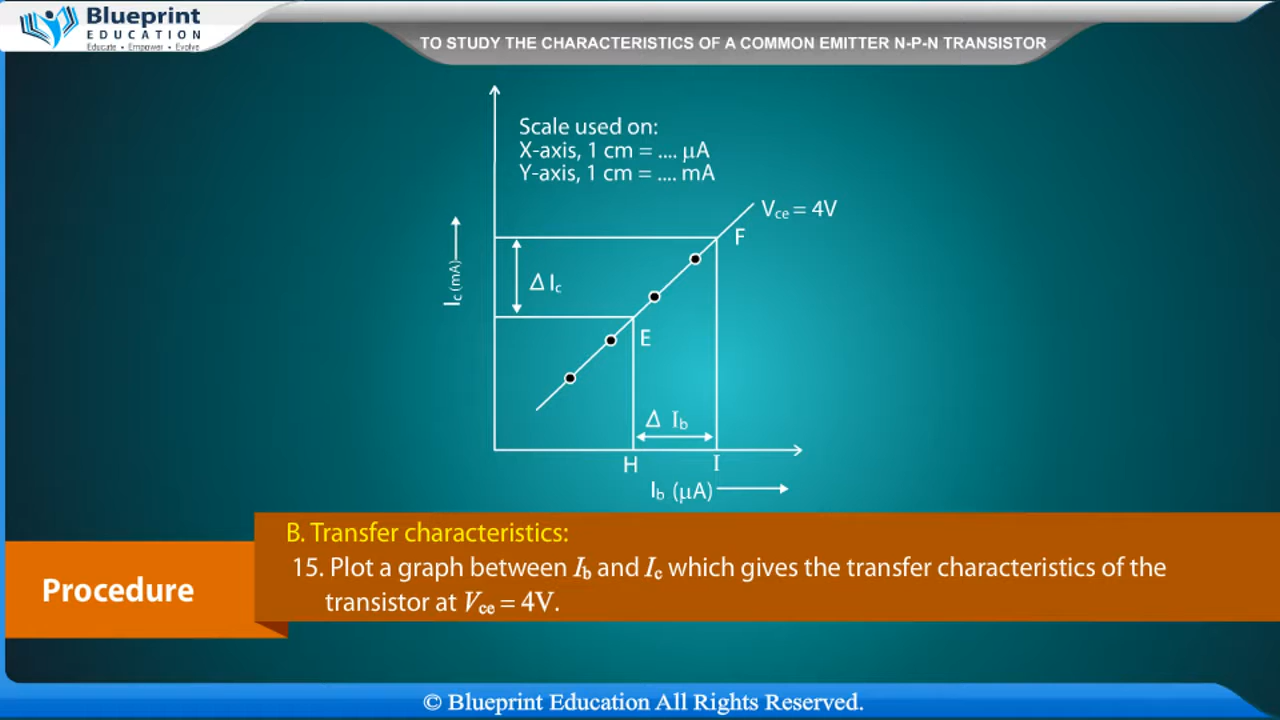 Blueprint
EDUCATION
Educate • Empower • Evolve
TO STUDY THE CHARACTERISTICS OF A COMMON EMITTER N-P-N TRANSISTOR
Scale used on:
X-axis, 1 cm = .... μA
Y-axis, 1 cm = .... mA
Vce = 4V
F
Ic (mA)
Δ Ic
E
Δ Ib
H I
Ib (μA)
B. Transfer characteristics:
15. Plot a graph between Ib and Ic which gives the transfer characteristics of the
transistor at Vce = 4V.
Procedure
© Blueprint Education All Rights Reserved.